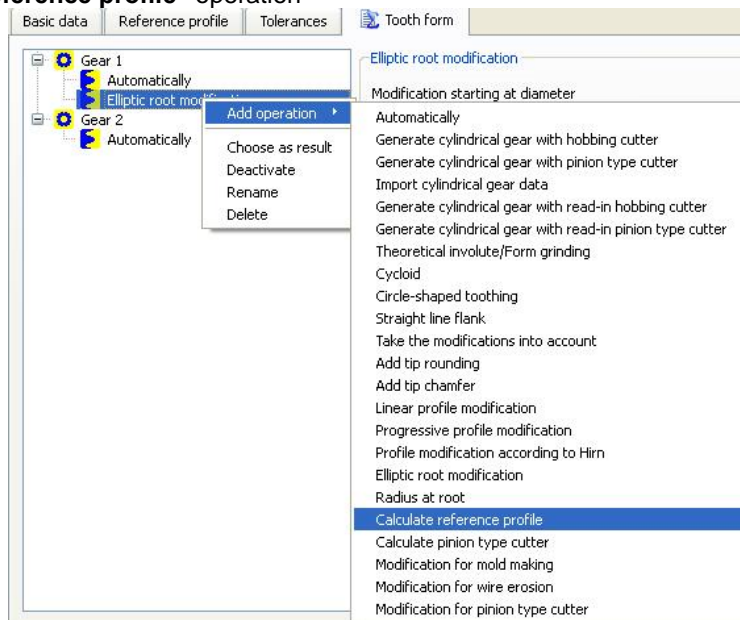 erence profile" operation
Basic data Reference profile Tolerances Tooth form
Gear 1
Automatically
Elliptic root mod
Gear 2
Automatically
Add operation
Choose as result
Deactivate
Rename
Delete
Elliptic root modification
Modification starting at diameter
Automatically
Generate cylindrical gear with hobbing cutter
Generate cylindrical gear with pinion type cutter
Import cylindrical gear data
Generate cylindrical gear with read-in hobbing cutter
Generate cylindrical gear with read-in pinion type cutter
Theoretical involute/Form grinding
Cycloid
Circle-shaped toothing
Straight line flank
Take the modifications into account
Add tip rounding
Add tip chamfer
Linear profile modification
Progressive profile modification
Profile modification according to Hirn
Elliptic root modification
Radius at root
Calculate reference profile
Calculate pinion type cutter
Modification for mold making
Modification for wire erosion
Modification for pinion type cutter